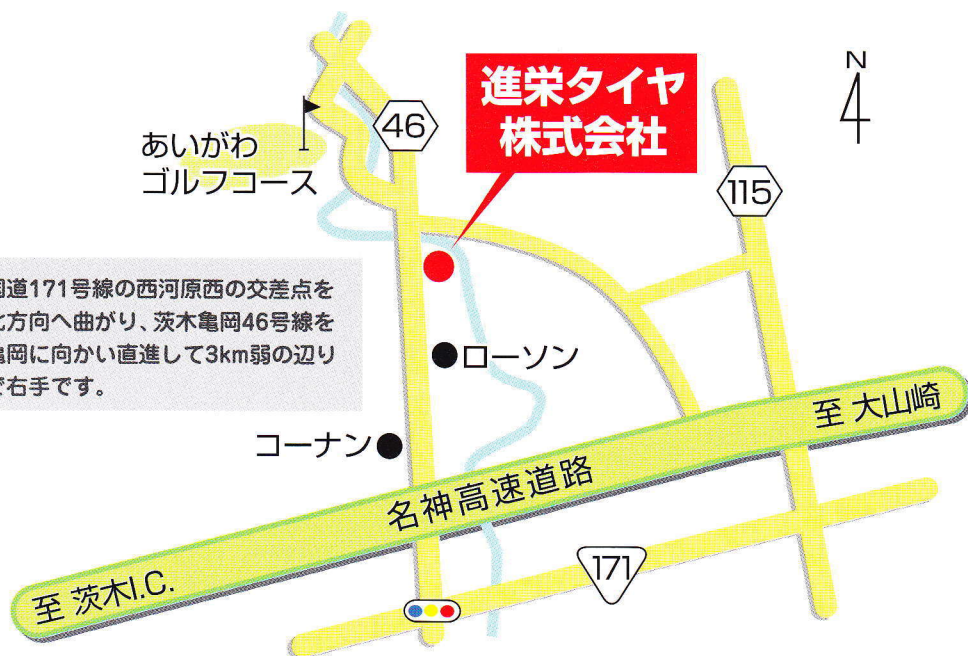 N
進栄タイヤ
株式会社
46
あいがわ
ゴルフコース
115
道171号線の西河原西の交差点を
方向へ曲がり、茨木亀岡46号線を
岡に向かい直進して3km弱の辺り
右手です。
ローソン
至 大山崎
コーナン
名神高速道路
171
至 茨木I.C.